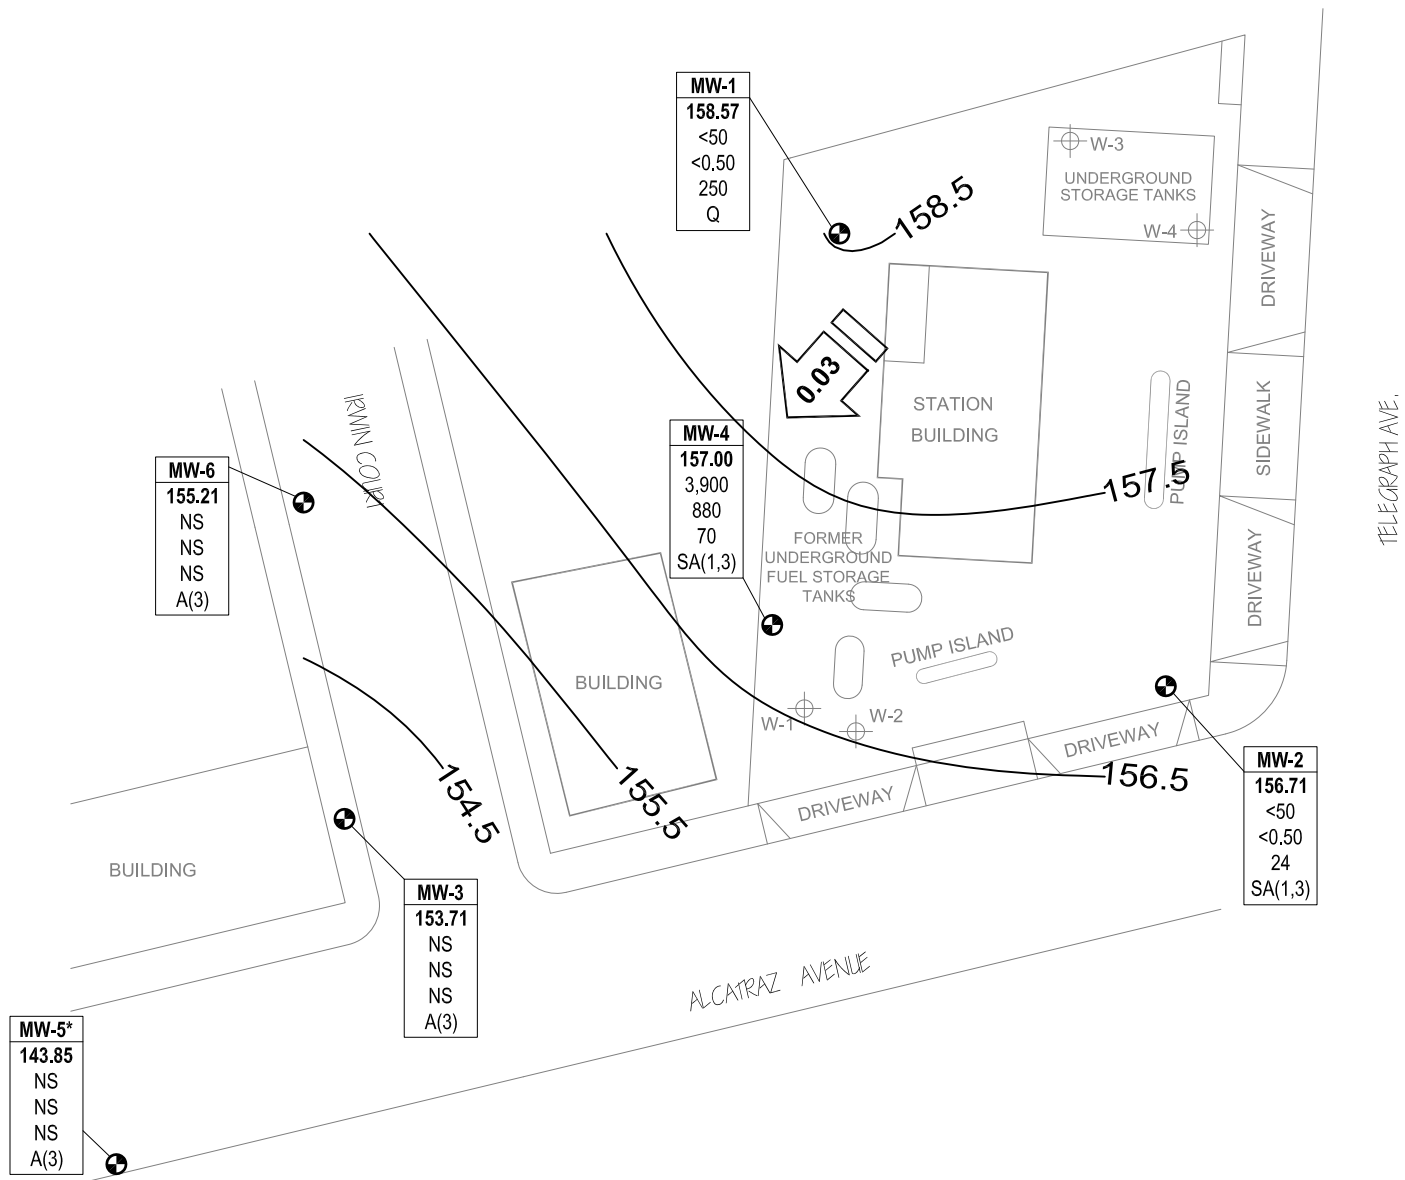 MW-1
158.57
<50
<0.50
250
Q
158.5
W-3
UNDERGROUND
STORAGE TANKS
W-4
DRIVEWAY
0.03
STATION
BUILDING
PUMP ISLAND
SIDEWALK
TELEGRAPH AVE.
IRWIN COURT
MW-6
155.21
NS
NS
NS
A(3)
MW-4
157.00
3,900
880
70
SA(1,3)
157.5
FORMER
UNDERGROUND
FUEL STORAGE
TANKS
DRIVEWAY
PUMP ISLAND
BUILDING
W-1
W-2
DRIVEWAY
156.5
MW-2
156.71
<50
<0.50
24
SA(1,3)
154.5
155.5
DRIVEWAY
BUILDING
MW-3
153.71
NS
NS
NS
A(3)
ALCATRAZ AVENUE
MW-5*
143.85
NS
NS
NS
A(3)